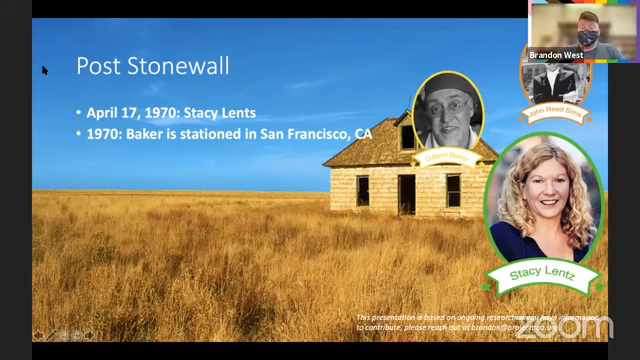 Post Stonewall
• April 17, 1970: Stacy Lents
• 1970: Baker is stationed in San Francisco, CA
Brandon West
John Reed Sims
Gilbert Baker
Stacy Lentz
This presentation is based on ongoing research
to contribute, please reach out at
zoom